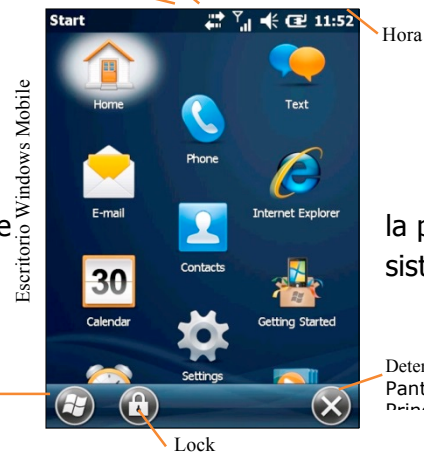 Start 11:52
Hora
Escritorio Windows Mobile
Home
Text
Phone
E-mail
Internet Explorer
la p
e
sist
Contacts
30
Calendar
Getting Started
Settings
Deter
Pant
Lock